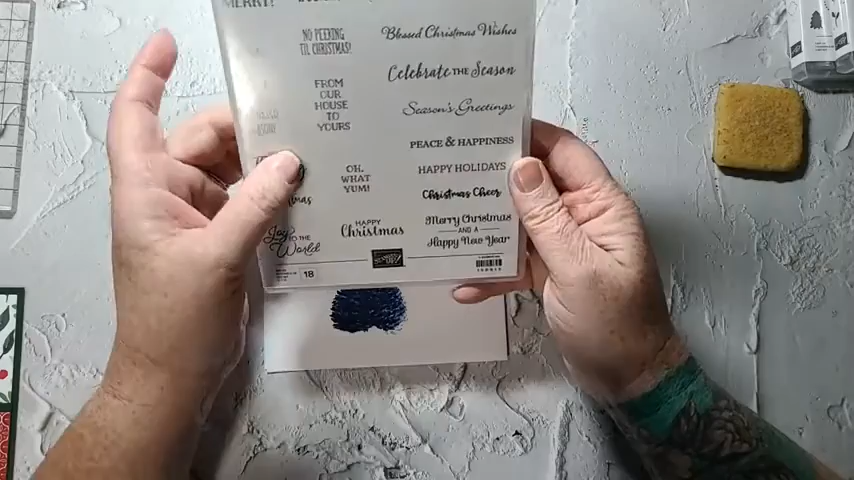 MERRY!
NO PEEKING
TIL CHRISTMAS!
FROM
OUR
HOUSE
TO
YOURS
OH,
WHAT
YUM!
HAPPY
Christmas
Joy TO THE
World
18
Blessed Christmas Wishes
Celebrate THE Season
Season's Greetings
PEACE & HAPPINESS
HAPPY HOLIDAYS
Christmas Cheer
Merry Christmas
AND A
Happy New Year